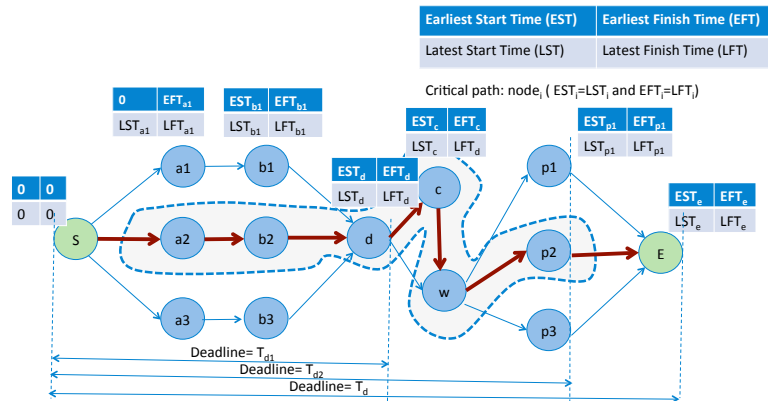 Earliest Start Time (EST) Earliest Finish Time (EFT)
Latest Start Time (LST) Latest Finish Time (LFT)
Critical path: nodeᵢ ( ESTᵢ=LSTᵢ and EFTᵢ=LFTᵢ)
0 EFTa1
LSTa1 LFTa1
ESTb1 EFTb1
LSTb1 LFTb1
ESTc EFTc
LSTc LFTd
ESTp1 EFTp1
LSTp1 LFTp1
ESTd EFTd
LSTd LFTd
0 0
0 0
ESTe EFTe
LSTe LFTe
a1 b1 p1
c
S a2 b2 d p2 E
w
a3 b3 p3
Deadline= Td1
Deadline= Td2
Deadline= Td